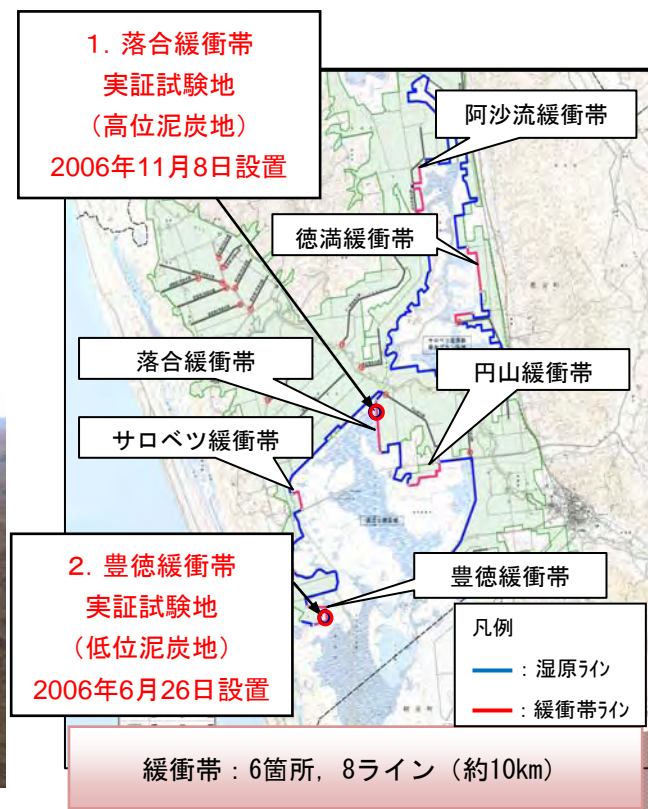 1. 落合緩衝帯
実証試験地
（高位泥炭地）
2006年11月8日設置
阿沙流緩衝帯
徳満緩衝帯
落合緩衝帯
円山緩衝帯
サロベツ緩衝帯
2. 豊徳緩衝帯
実証試験地
（低位泥炭地）
2006年6月26日設置
豊徳緩衝帯
凡例
：湿原ライン
：緩衝帯ライン
緩衝帯：6箇所，8ライン（約10km）